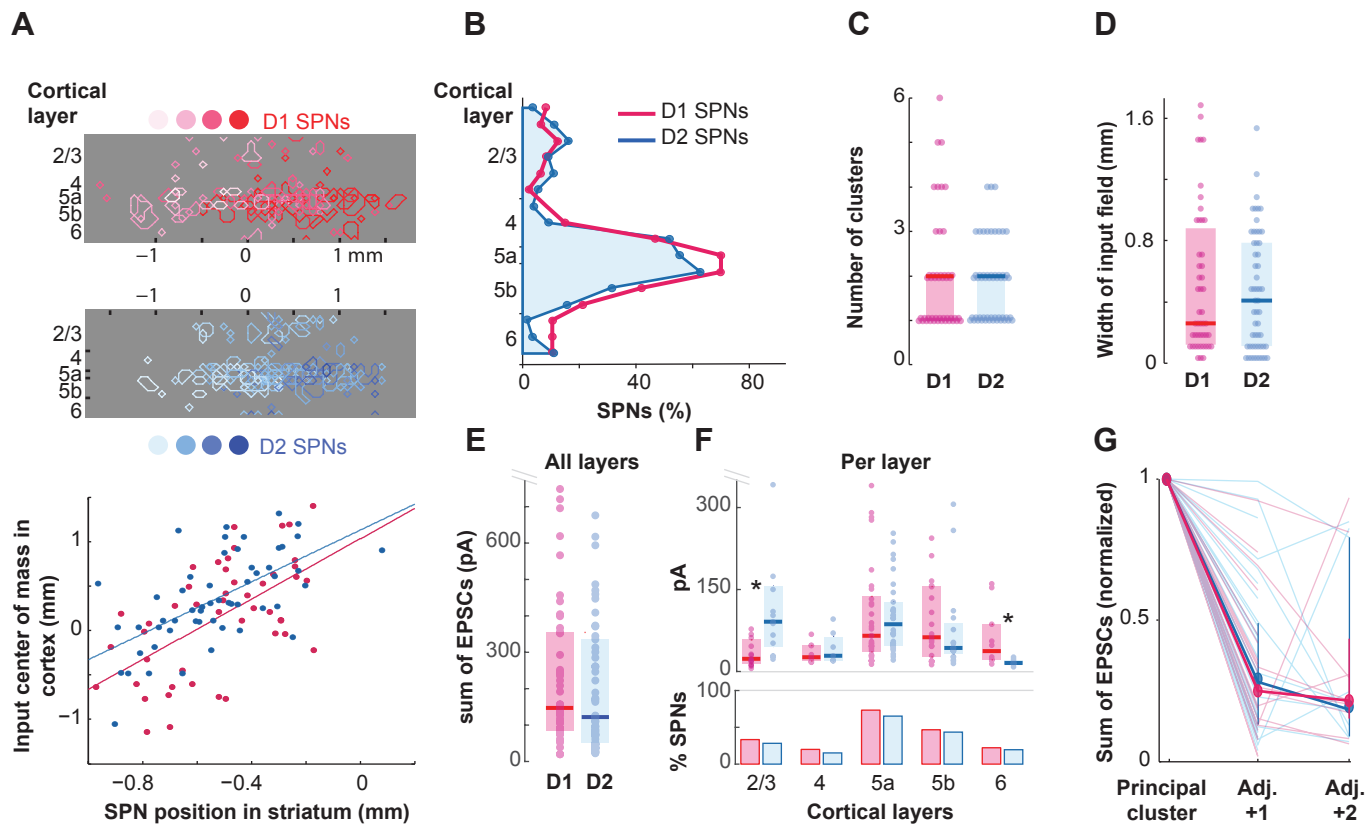 A
Cortical
layer
D1 SPNs
2/3
4
5a
5b
6
−1
0
1 mm
−1
0
1
2/3
4
5a
5b
6
D2 SPNs
Input center of mass in
cortex (mm)
1
0
−1
−0.8
−0.4
0
SPN position in striatum (mm)
B
Cortical
layer
D1 SPNs
D2 SPNs
2/3
4
5a
5b
6
0
40
80
SPNs (%)
C
Number of clusters
6
3
0
D1
D2
D
Width of input field (mm)
1.6
0.8
0
D1
D2
E
All layers
sum of EPSCs (pA)
600
300
0
D1
D2
F
Per layer
pA
300
150
0
*
*
% SPNs
100
0
2/3
4
5a
5b
6
Cortical layers
G
Sum of EPSCs (normalized)
1
0.5
0
Principal
cluster
Adj.
+1
Adj.
+2